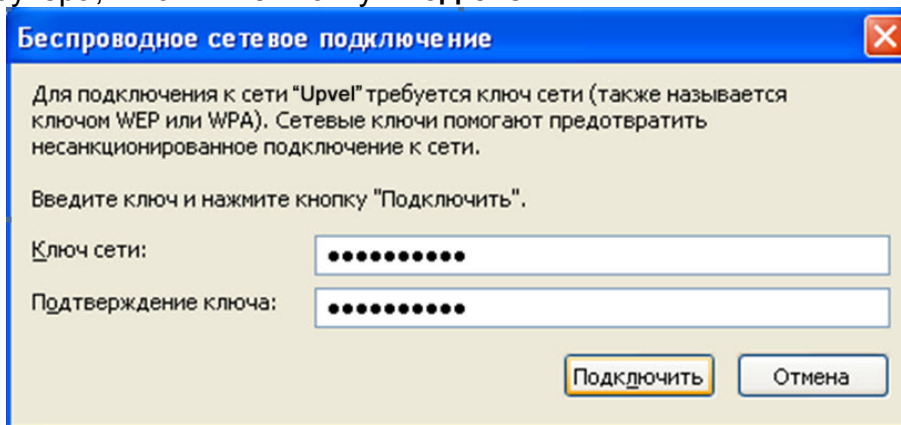 Беспроводное сетевое подключение
Для подключения к сети “Upvel” требуется ключ сети (также называется
ключом WEP или WPA). Сетевые ключи помогают предотвратить
несанкционированное подключение к сети.
Введите ключ и нажмите кнопку "Подключить".
Ключ сети: ●●●●●●●●●●
Подтверждение ключа: ●●●●●●●●●●
Подключить Отмена